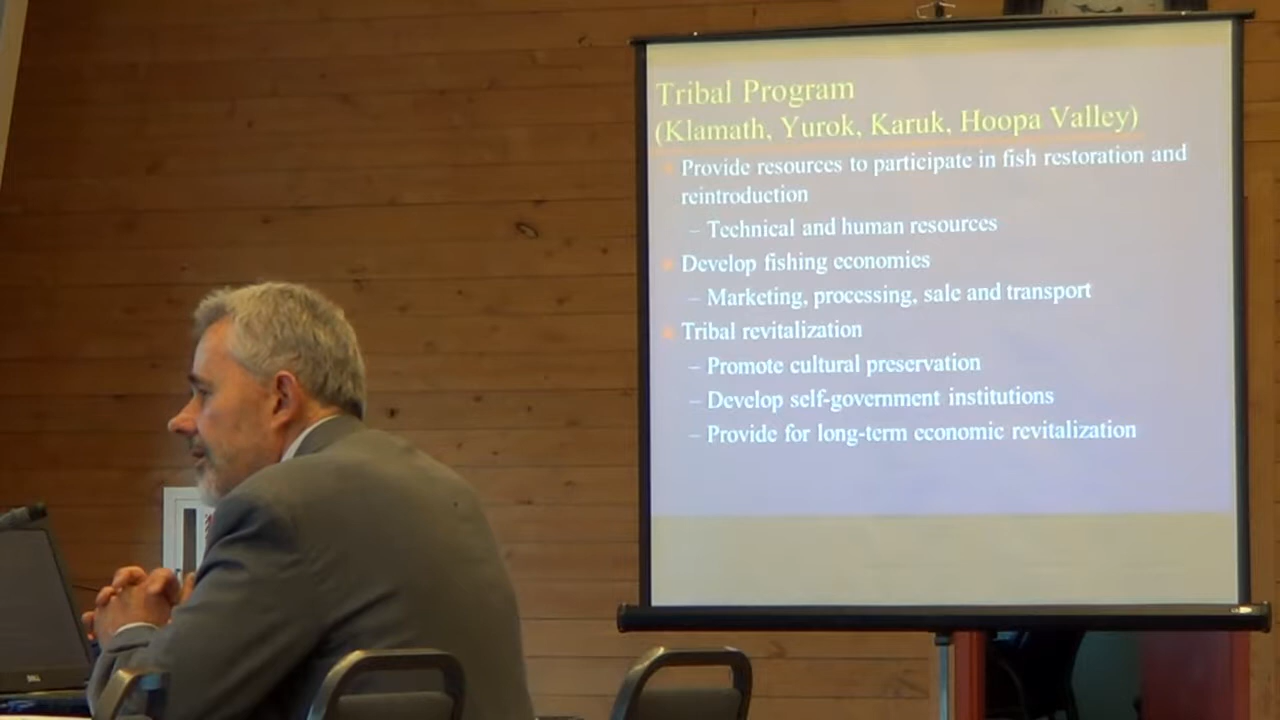 Tribal Program
(Klamath, Yurok, Karuk, Hoopa Valley)
Provide resources to participate in fish restoration and
reintroduction
– Technical and human resources
Develop fishing economies
– Marketing, processing, sale and transport
Tribal revitalization
– Promote cultural preservation
– Develop self-government institutions
– Provide for long-term economic revitalization
DELL